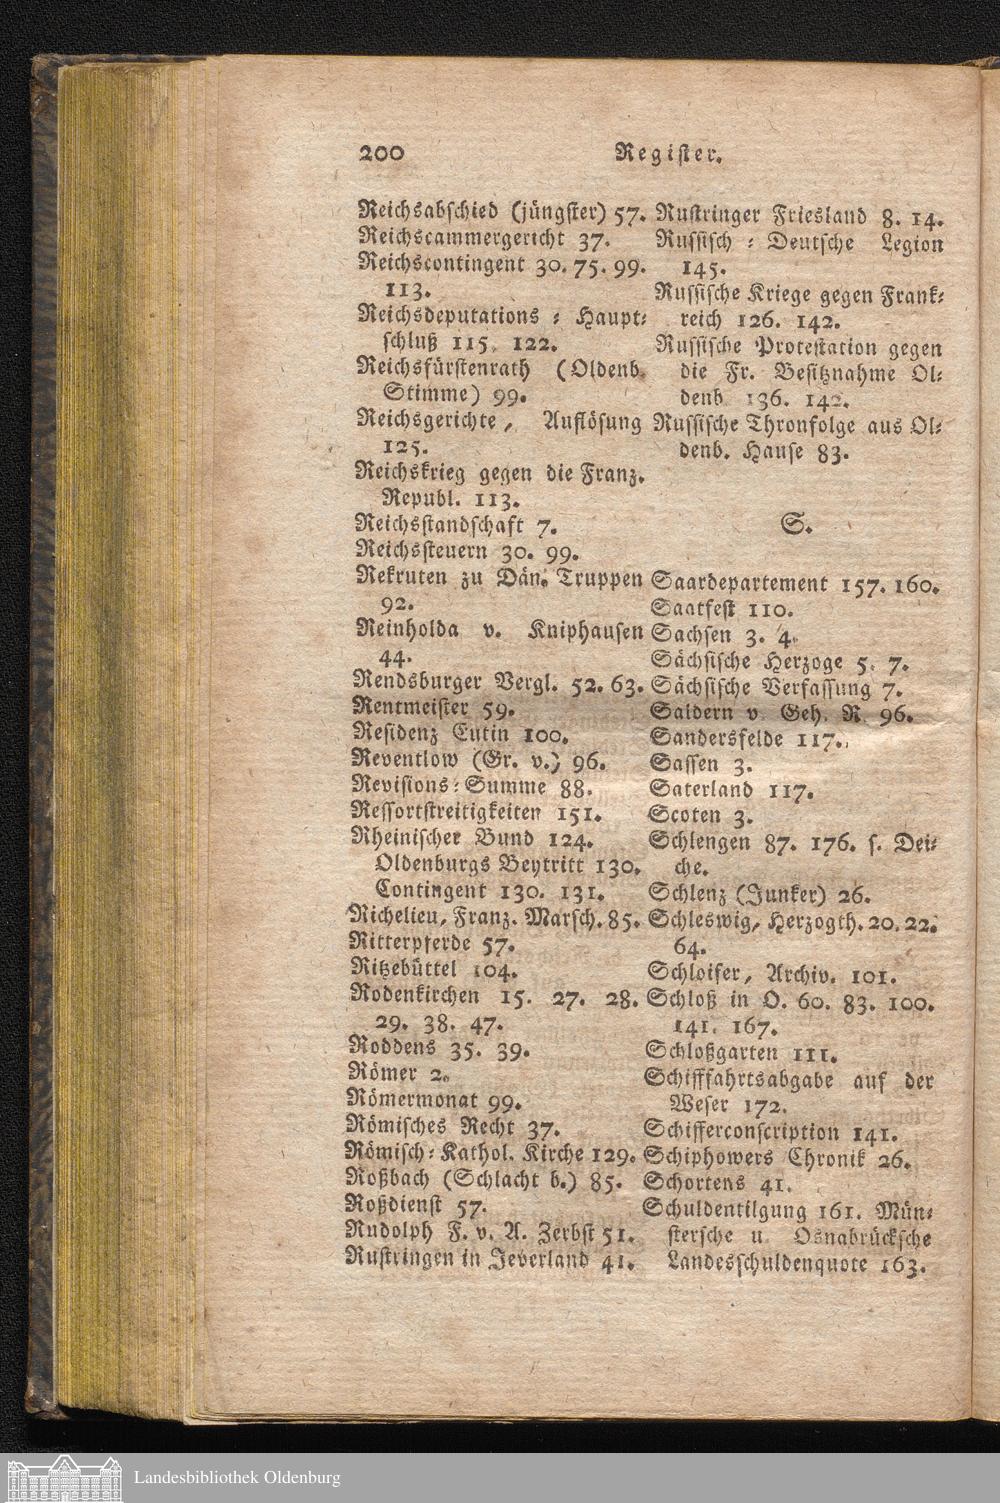 200 Register.
Reichsabschied (jüngster) 57.
Reichscammergericht 37.
Reichscontingent 30. 75. 99.
113.
Reichsdeputations = Haupt=
schluß 115. 122.
Reichsfürstenrath (Oldenb.
Stimme) 99.
Reichsgerichte, Auflösung
125.
Reichskrieg gegen die Franz.
Republ. 113.
Reichsstandschaft 7.
Reichssteuern 30. 99.
Rekruten zu Dän. Truppen
92.
Reinholda v. Kniphausen
44.
Rendsburger Vergl. 52. 63.
Rentmeister 59.
Residenz Eutin 100.
Reventlow (Gr. v.) 96.
Revisions=Summe 88.
Ressortstreitigkeiten 151.
Rheinischer Bund 124.
Oldenburgs Beytritt 130.
Contingent 130. 131.
Richelieu, Franz. Marsch. 85.
Ritterpferde 57.
Ritzebüttel 104.
Rodenkirchen 15. 27. 28.
29. 38. 47.
Roddens 35. 39.
Römer 2.
Römermonat 99.
Römisches Recht 37.
Römisch=Kathol. Kirche 129.
Roßbach (Schlacht b.) 85.
Roßdienst 57.
Rudolph F. v. A. Zerbst 51.
Rustringen in Jeverland 41.
Rustringer Friesland 8. 14.
Russisch = Deutsche Legion
145.
Russische Kriege gegen Frank=
reich 126. 142.
Russische Protestation gegen
die Fr. Besitznahme Ol=
denb. 136. 142.
Russische Thronfolge aus Ol=
denb. Hause 83.
S.
Saardepartement 157. 160.
Saatfest 110.
Sachsen 3. 4.
Sächsische Herzoge 5. 7.
Sächsische Verfassung 7.
Saldern v. Geh. R. 96.
Sandersfelde 117.
Sassen 3.
Saterland 117.
Scoten 3.
Schlengen 87. 176. s. Dei=
che.
Schlenz (Junker) 26.
Schleswig, Herzogth. 20. 22.
64.
Schloifer, Archiv. 101.
Schloß in O. 60. 83. 100.
141. 167.
Schloßgarten 111.
Schifffahrtsabgabe auf der
Weser 172.
Schifferconscription 141.
Schiphowers Chronik 26.
Schortens 41.
Schuldentilgung 161. Mün=
stersche u. Osnabrücksche
Landesschuldenquote 163.
Landesbibliothek Oldenburg